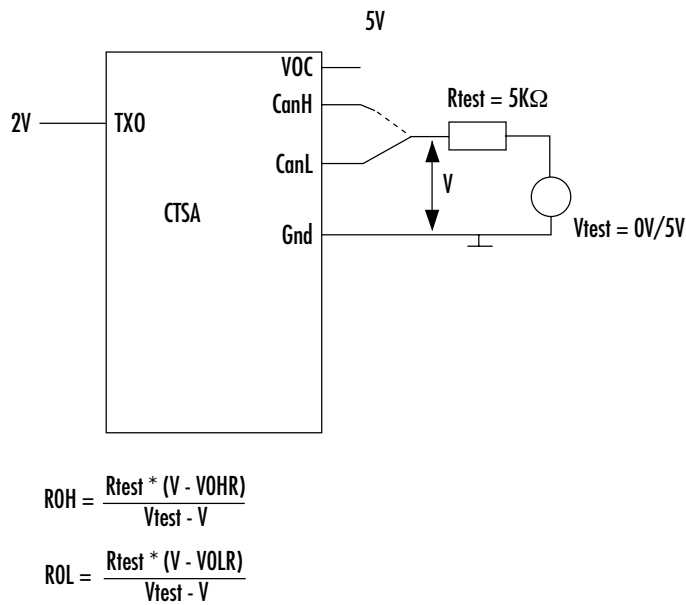 5V
VOC
CanH
Rtest = 5KΩ
2V
TXO
CanL
V
CTSA
Gnd
Vtest = 0V/5V
ROH = Rtest * (V - VOHR)
Vtest - V
ROL = Rtest * (V - VOLR)
Vtest - V